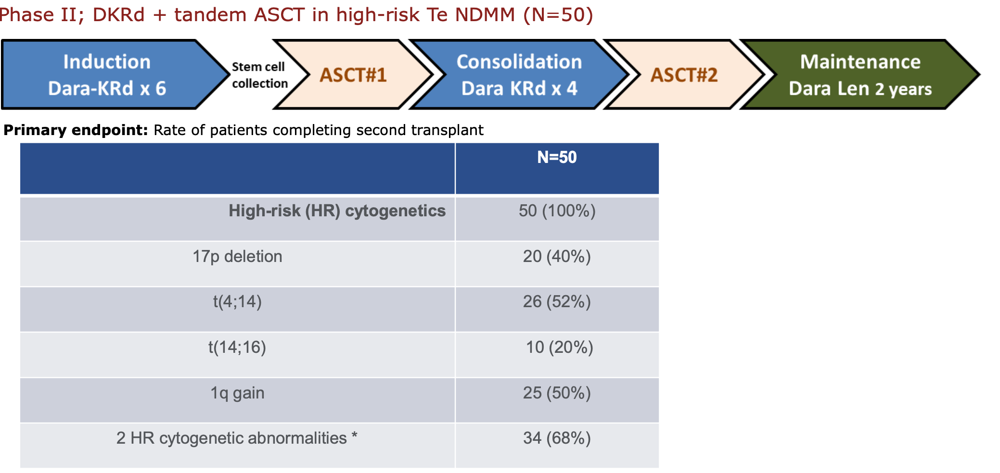 Phase II; DKRd + tandem ASCT in high-risk Te NDMM (N=50)
Induction
Dara-KRd x 6
Stem cell
collection
ASCT#1
Consolidation
Dara KRd x 4
ASCT#2
Maintenance
Dara Len 2 years
Primary endpoint: Rate of patients completing second transplant
N=50
High-risk (HR) cytogenetics 50 (100%)
17p deletion 20 (40%)
t(4;14) 26 (52%)
t(14;16) 10 (20%)
1q gain 25 (50%)
2 HR cytogenetic abnormalities * 34 (68%)